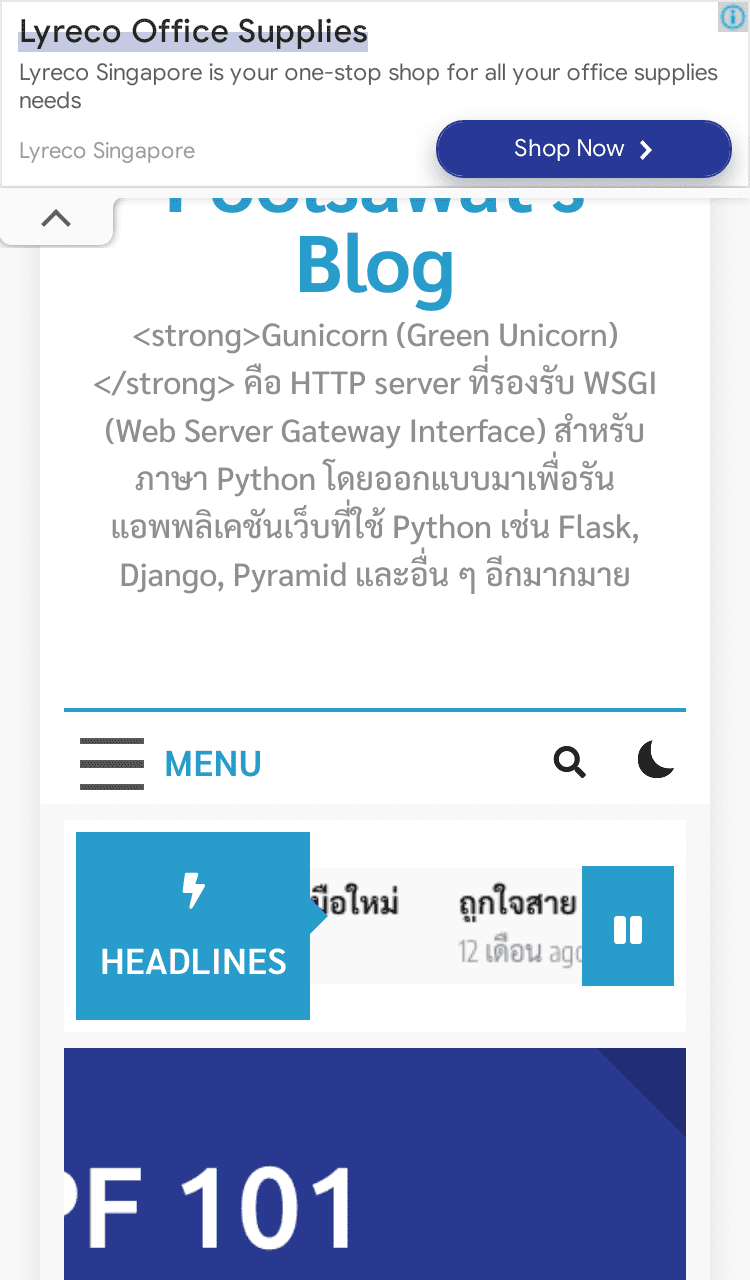 Lyreco Office Supplies
Lyreco Singapore is your one-stop shop for all your office supplies
needs
Lyreco Singapore
Shop Now
Poolsawat's
Blog
<strong>Gunicorn (Green Unicorn)
</strong> คือ HTTP server ที่รองรับ WSGI
(Web Server Gateway Interface) สำหรับ
ภาษา Python โดยออกแบบมาเพื่อรัน
แอพพลิเคชันเว็บที่ใช้ Python เช่น Flask,
Django, Pyramid และอื่น ๆ อีกมากมาย
MENU
HEADLINES
มือใหม่
ถูกใจสาย
12 เดือน ago
PF 101